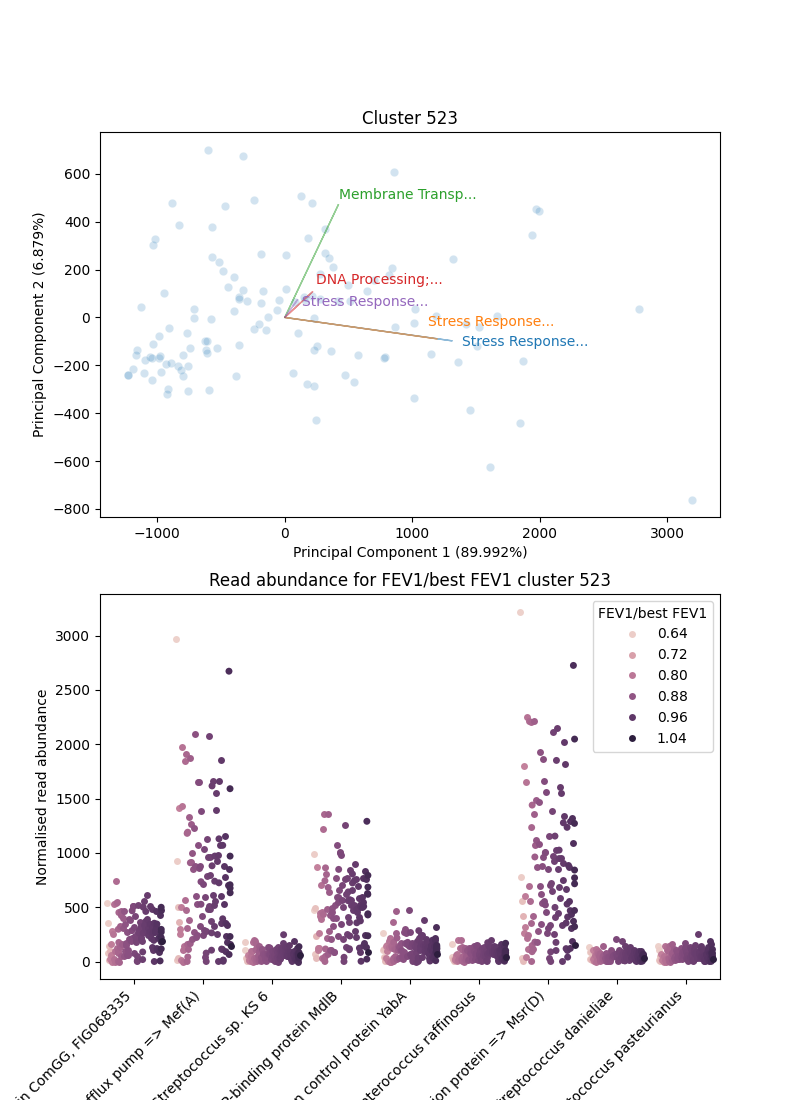 Cluster 523
Principal Component 2 (6.879%)
600
400
200
0
−200
−400
−600
−800
Membrane Transp...
DNA Processing;...
Stress Response...
Stress Response...
Stress Response...
−1000
0
1000
2000
3000
Principal Component 1 (89.992%)
Read abundance for FEV1/best FEV1 cluster 523
Normalised read abundance
3000
2500
2000
1500
1000
500
0
FEV1/best FEV1
0.64
0.72
0.80
0.88
0.96
1.04
in ComGG, FIG068335
fflux pump => Mef(A)
Streptococcus sp. KS 6
P-binding protein MdlB
n control protein YabA
nterococcus raffinosus
ion protein => Msr(D)
treptococcus danieliae
tococcus pasteurianus